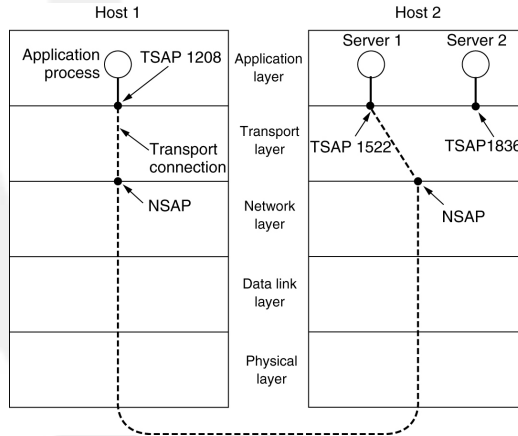 Host 1
Host 2
Application
process
TSAP 1208
Application
layer
Server 1
Server 2
Transport
connection
Transport
layer
TSAP 1522
TSAP1836
NSAP
Network
layer
NSAP
Data link
layer
Physical
layer